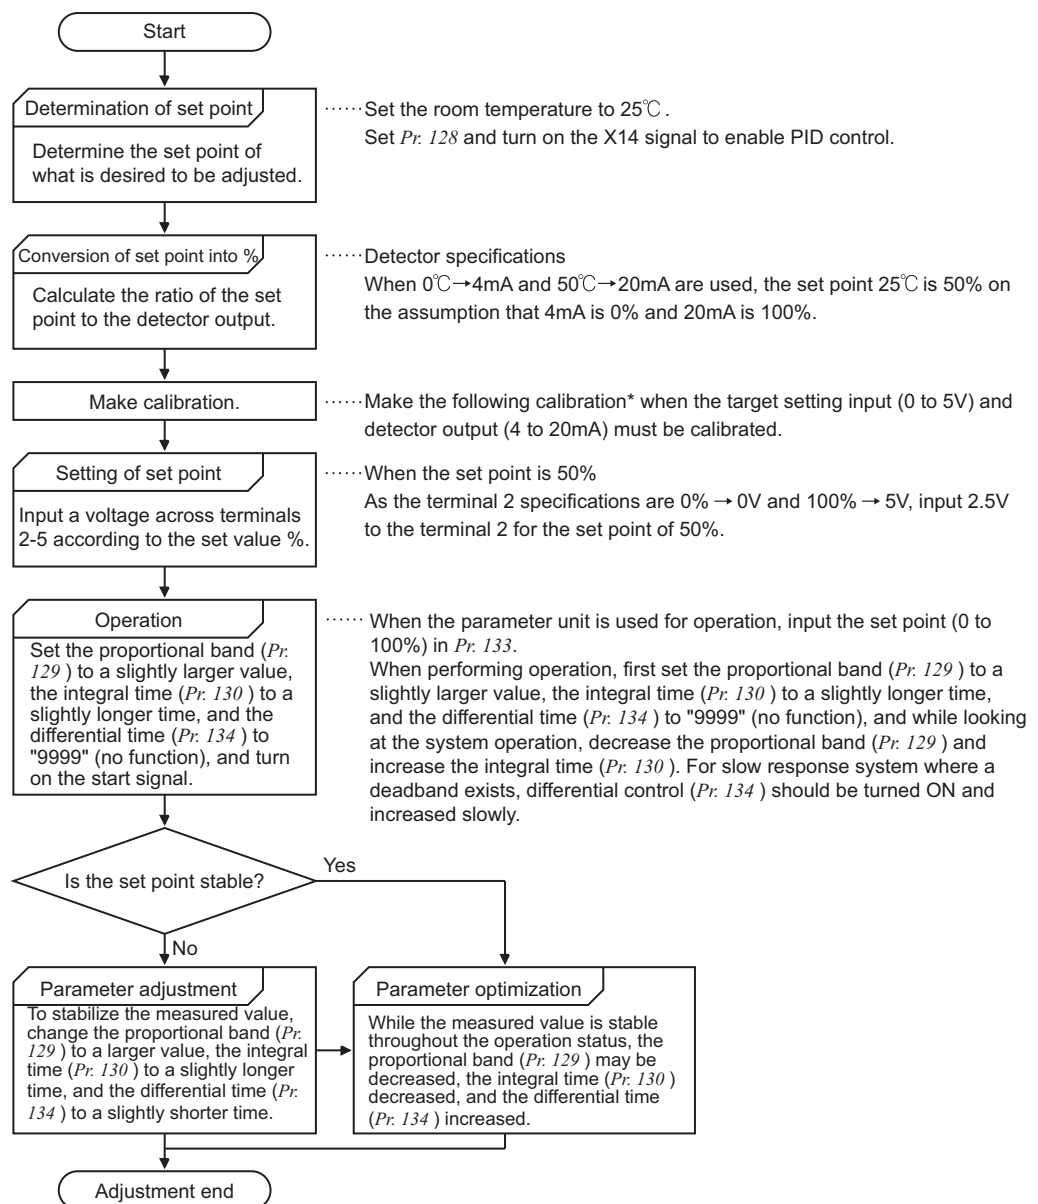 Start
Determination of set point
Determine the set point of
what is desired to be adjusted.
······Set the room temperature to 25℃ .
Set Pr. 128 and turn on the X14 signal to enable PID control.
Conversion of set point into %
Calculate the ratio of the set
point to the detector output.
······Detector specifications
When 0℃→4mA and 50℃→20mA are used, the set point 25℃ is 50% on
the assumption that 4mA is 0% and 20mA is 100%.
Make calibration.
······Make the following calibration* when the target setting input (0 to 5V) and
detector output (4 to 20mA) must be calibrated.
Setting of set point
Input a voltage across terminals
2-5 according to the set value %.
······When the set point is 50%
As the terminal 2 specifications are 0% → 0V and 100% → 5V, input 2.5V
to the terminal 2 for the set point of 50%.
Operation
Set the proportional band (Pr.
129 ) to a slightly larger value,
the integral time (Pr. 130 ) to a
slightly longer time, and the
differential time (Pr. 134 ) to
"9999" (no function), and turn
on the start signal.
······ When the parameter unit is used for operation, input the set point (0 to
100%) in Pr. 133.
When performing operation, first set the proportional band (Pr. 129 ) to a
slightly larger value, the integral time (Pr. 130 ) to a slightly longer time,
and the differential time (Pr. 134 ) to "9999" (no function), and while looking
at the system operation, decrease the proportional band (Pr. 129 ) and
increase the integral time (Pr. 130 ). For slow response system where a
deadband exists, differential control (Pr. 134 ) should be turned ON and
increased slowly.
Is the set point stable?
Yes
No
Parameter adjustment
To stabilize the measured value,
change the proportional band (Pr.
129 ) to a larger value, the integral
time (Pr. 130 ) to a slightly longer
time, and the differential time (Pr.
134 ) to a slightly shorter time.
Parameter optimization
While the measured value is stable
throughout the operation status, the
proportional band (Pr. 129 ) may be
decreased, the integral time (Pr. 130 )
decreased, and the differential time
(Pr. 134 ) increased.
Adjustment end